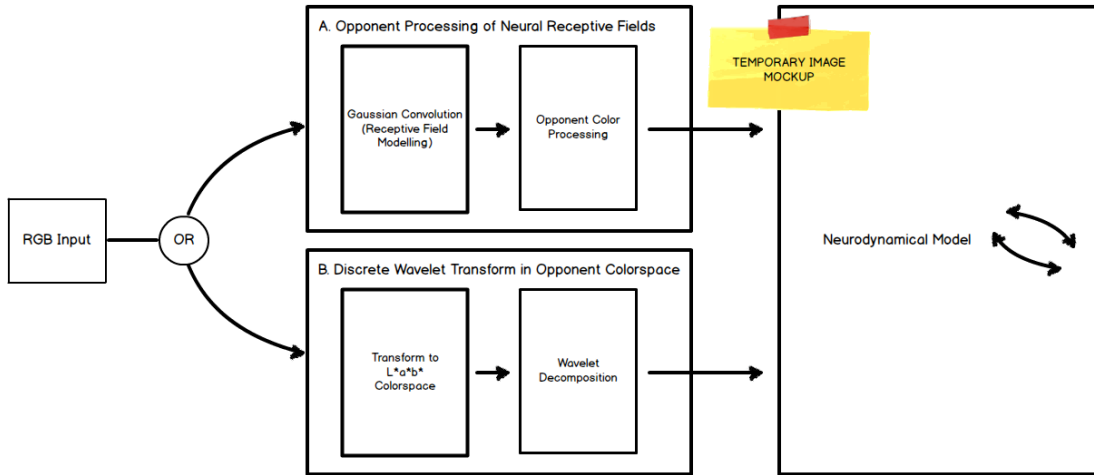 A. Opponent Processing of Neural Receptive Fields
Gaussian Convolution
(Receptive Field
Modelling)
Opponent Color
Processing
TEMPORARY IMAGE
MOCKUP
RGB Input
OR
Neurodynamical Model
B. Discrete Wavelet Transform in Opponent Colorspace
Transform to
L*a*b*
Colorspace
Wavelet
Decomposition